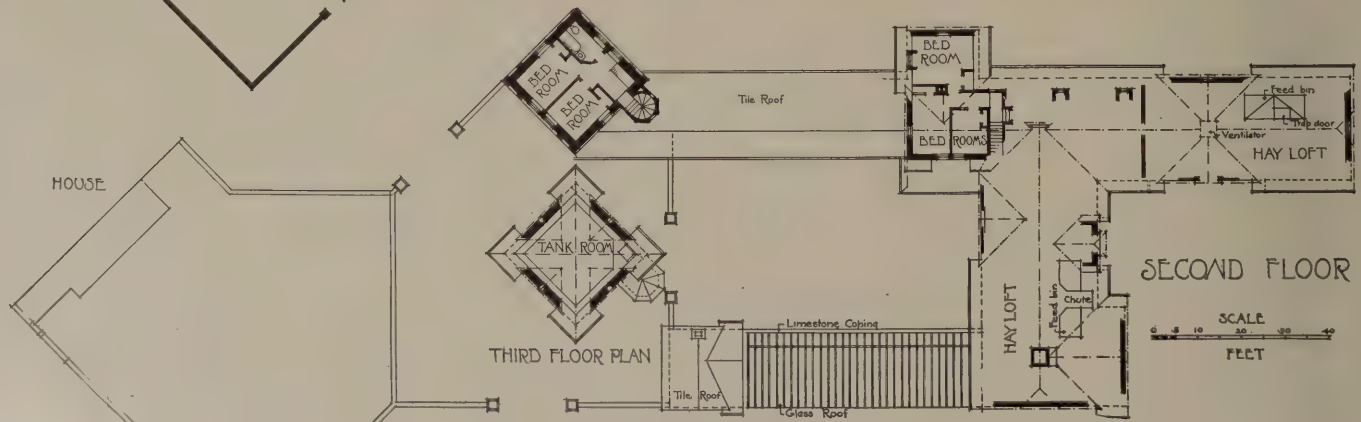 BED
ROOM
BED
ROOM
BED
ROOM
Tile Roof
BED ROOMS
Feed bin
Trap door
Ventilator
HAY LOFT
HOUSE
TANK ROOM
THIRD FLOOR PLAN
SECOND FLOOR
SCALE
0 5 10 20 30 40
FEET
HAY LOFT
Feed bin
Chute
Limestone Coping
Tile Roof
Glass Roof